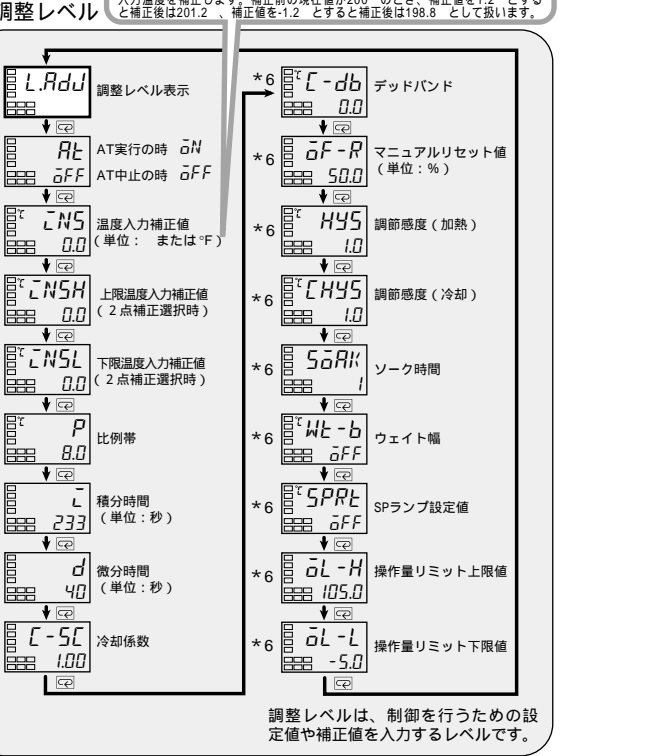 調整レベル
入力温度を補正します。補正前の現在値が200　のとき、補正値を1.2　とする
と補正後は201.2　、補正値を-1.2　とすると補正後は198.8　として扱います。
L.AdJ
調整レベル表示
At
oFF
AT実行の時 oN
AT中止の時 oFF
℃
iNS
0.0
温度入力補正値
(単位：　または°F)
℃
iNSH
0.0
上限温度入力補正値
(2点補正選択時)
℃
iNSL
0.0
下限温度入力補正値
(2点補正選択時)
℃
P
8.0
比例帯
i
233
積分時間
(単位：秒)
d
40
微分時間
(単位：秒)
C-SC
1.00
冷却係数
*6
℃
C-db
0.0
デッドバンド
*6
oF-R
50.0
マニュアルリセット値
(単位：%)
*6
℃
HYS
1.0
調節感度(加熱)
*6
℃
CHYS
1.0
調節感度(冷却)
*6
SoAK
1
ソーク時間
*6
℃
Wt-b
oFF
ウェイト幅
*6
℃
SPRt
oFF
SPランプ設定値
*6
oL-H
105.0
操作量リミット上限値
*6
oL-L
-5.0
操作量リミット下限値
調整レベルは、制御を行うための設
定値や補正値を入力するレベルです。